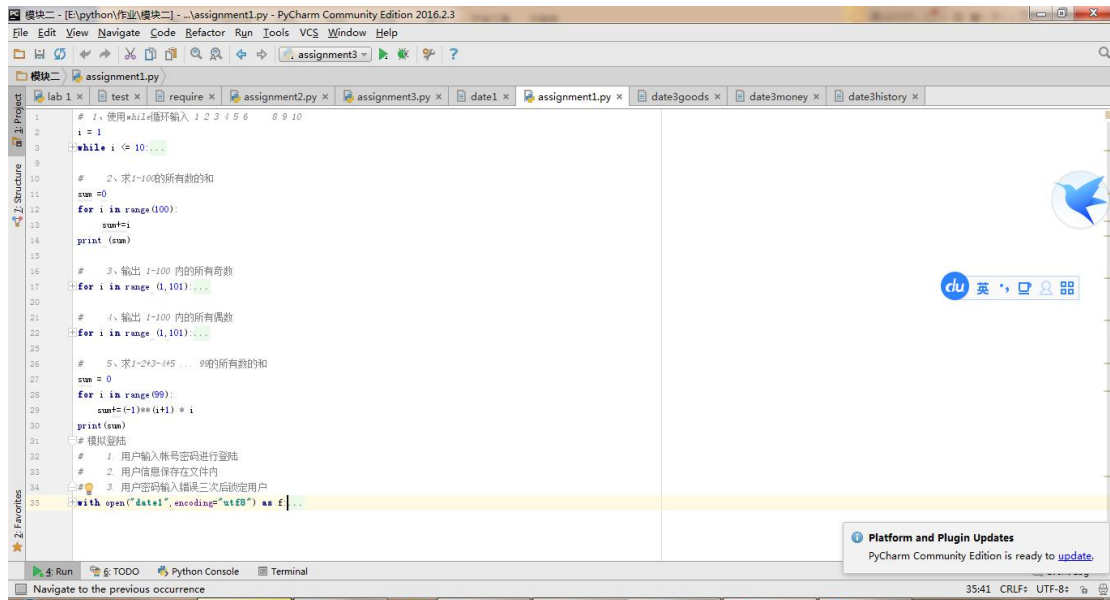 模块二 - [E:\python\作业\模块二] - ...\assignment1.py - PyCharm Community Edition 2016.2.3
File Edit View Navigate Code Refactor Run Tools VCS Window Help
assignment3
模块二 assignment1.py
lab 1 test require assignment2.py assignment3.py date1 assignment1.py date3goods date3money date3history
1: Project
7: Structure
2: Favorites
1 # 1、使用while循环输入 1 2 3 4 5 6 8 9 10
2 i = 1
3 while i <= 10:...
9
10 # 2、求1-100的所有数的和
11 sum =0
12 for i in range(100):
13 sum+=i
14 print (sum)
15
16 # 3、输出 1-100 内的所有奇数
17 for i in range (1,101):...
20
21 # 4、输出 1-100 内的所有偶数
22 for i in range (1,101):...
25
26 # 5、求1-2+3-4+5 ... 99的所有数的和
27 sum = 0
28 for i in range(99):
29 sum+=(-1)**(i+1) * i
30 print(sum)
31 # 模拟登陆
32 # 1. 用户输入帐号密码进行登陆
33 # 2. 用户信息保存在文件内
34 # 3. 用户密码输入错误三次后锁定用户
35 with open("date1",encoding="utf8") as f:...
du 英
Platform and Plugin Updates
PyCharm Community Edition is ready to update.
4: Run 6: TODO Python Console Terminal
Navigate to the previous occurrence 35:41 CRLF UTF-8